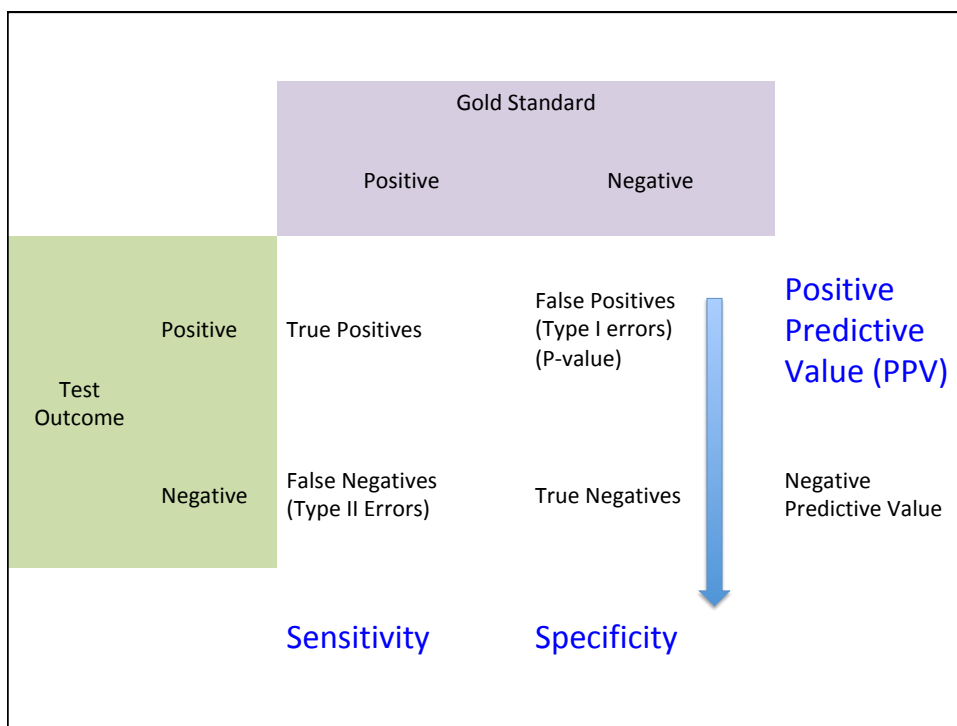 Gold Standard
Positive
Negative
Test
Outcome
Positive
True Positives
False Positives
(Type I errors)
(P-value)
Positive
Predictive
Value (PPV)
Negative
False Negatives
(Type II Errors)
True Negatives
Negative
Predictive Value
Sensitivity
Specificity